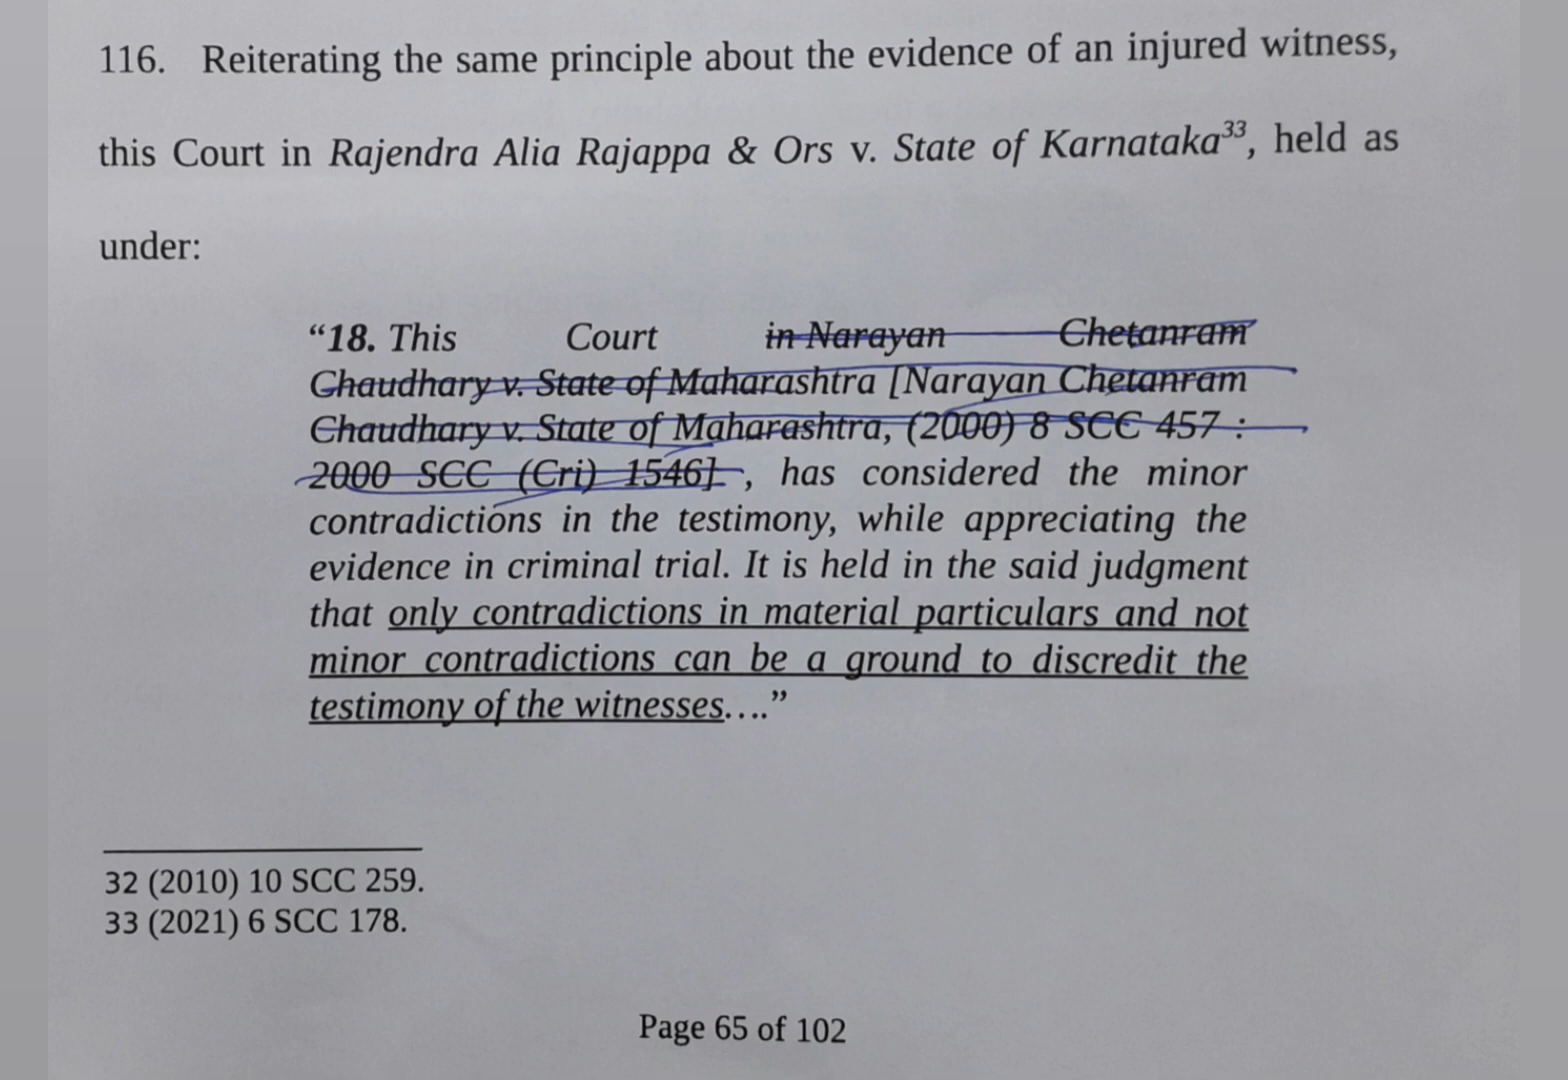 116. Reiterating the same principle about the evidence of an injured witness,
this Court in Rajendra Alia Rajappa & Ors v. State of Karnataka33, held as
under:
“18. This Court in Narayan Chetanram
Chaudhary v. State of Maharashtra [Narayan Chetanram
Chaudhary v. State of Maharashtra, (2000) 8 SCC 457 :
2000 SCC (Cri) 1546] , has considered the minor
contradictions in the testimony, while appreciating the
evidence in criminal trial. It is held in the said judgment
that only contradictions in material particulars and not
minor contradictions can be a ground to discredit the
testimony of the witnesses….”
32 (2010) 10 SCC 259.
33 (2021) 6 SCC 178.
Page 65 of 102